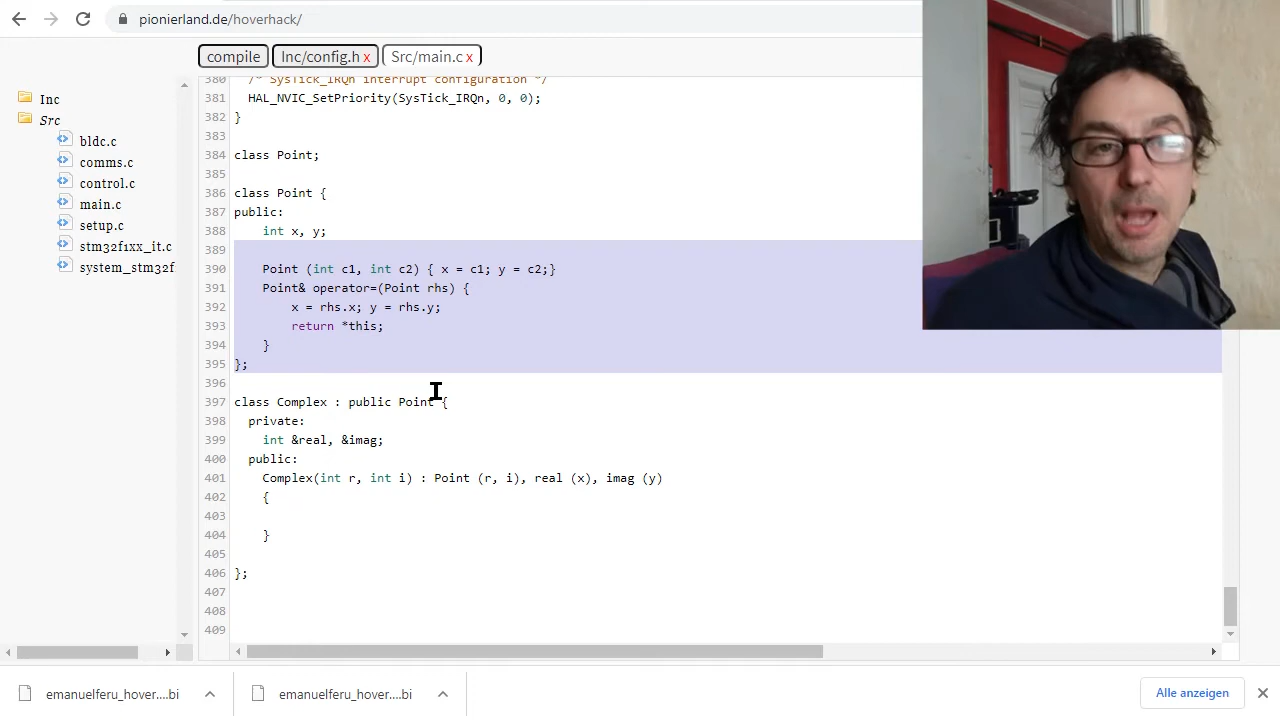 pionierland.de/hoverhack/
compile
Inc/config.h x
Src/main.c x
Inc
Src
bldc.c
comms.c
control.c
main.c
setup.c
stm32f1xx_it.c
system_stm32f
380 /* SysTick_IRQn interrupt configuration */
381 HAL_NVIC_SetPriority(SysTick_IRQn, 0, 0);
382 }
383
384 class Point;
385
386 class Point {
387 public:
388 int x, y;
389
390 Point (int c1, int c2) { x = c1; y = c2;}
391 Point& operator=(Point rhs) {
392 x = rhs.x; y = rhs.y;
393 return *this;
394 }
395 };
396
397 class Complex : public Point {
398 private:
399 int &real, &imag;
400 public:
401 Complex(int r, int i) : Point (r, i), real (x), imag (y)
402 {
403
404 }
405
406 };
407
408
409
emanuelferu_hover....bi
emanuelferu_hover....bi
Alle anzeigen